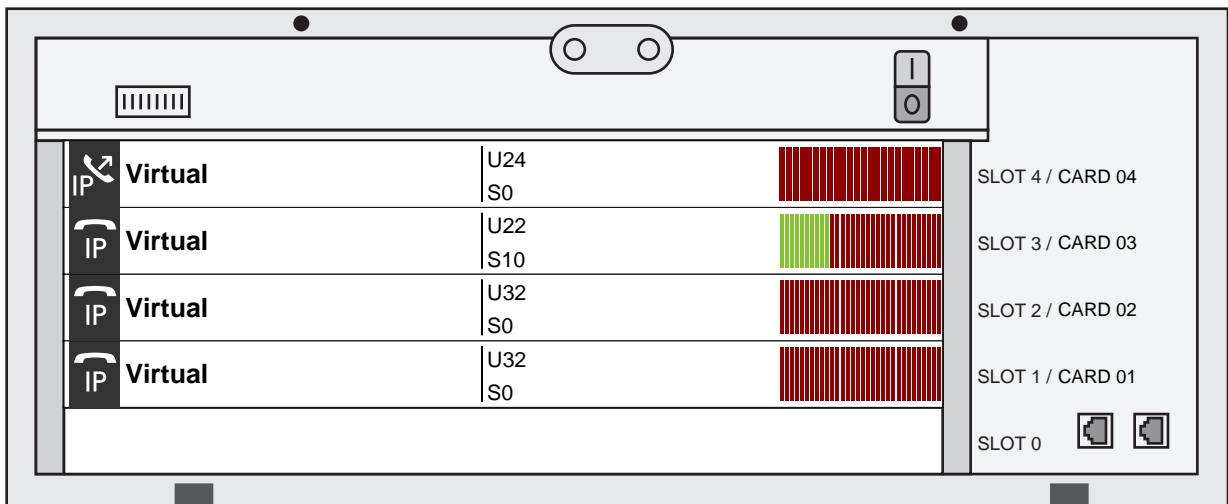 I
O
IP
Virtual
U24
S0
SLOT 4 / CARD 04
IP
Virtual
U22
S10
SLOT 3 / CARD 03
IP
Virtual
U32
S0
SLOT 2 / CARD 02
IP
Virtual
U32
S0
SLOT 1 / CARD 01
SLOT 0